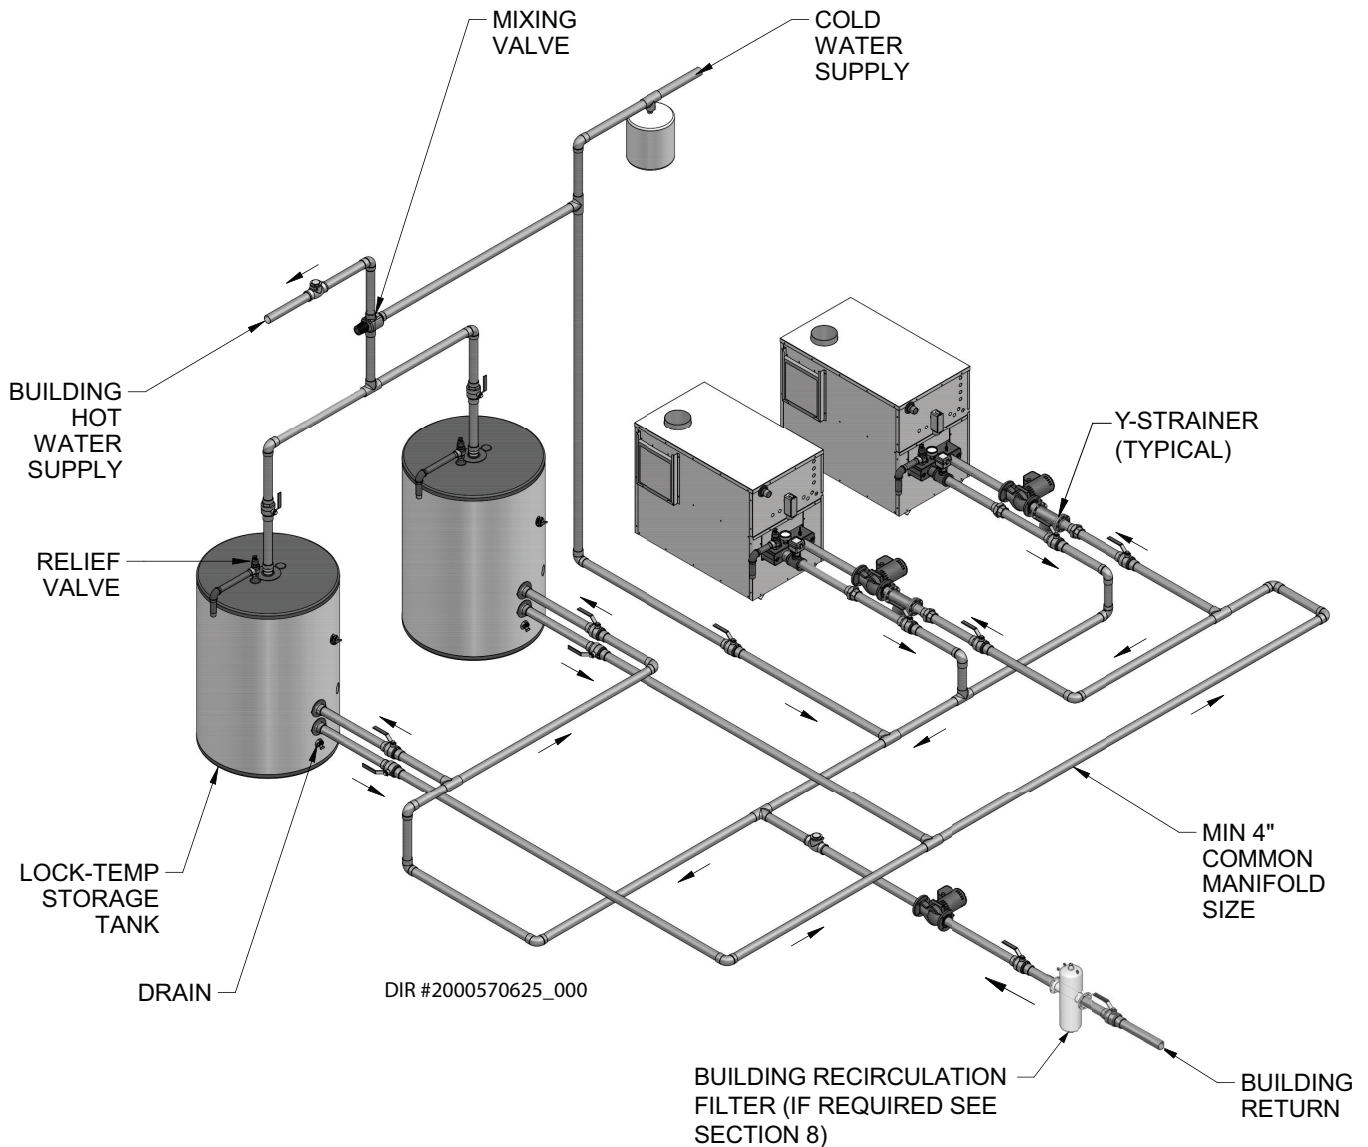 MIXING
VALVE
COLD
WATER
SUPPLY
BUILDING
HOT
WATER
SUPPLY
Y-STRAINER
(TYPICAL)
RELIEF
VALVE
MIN 4"
COMMON
MANIFOLD
SIZE
LOCK-TEMP
STORAGE
TANK
DRAIN
DIR #2000570625_000
BUILDING RECIRCULATION
FILTER (IF REQUIRED SEE
SECTION 8)
BUILDING
RETURN